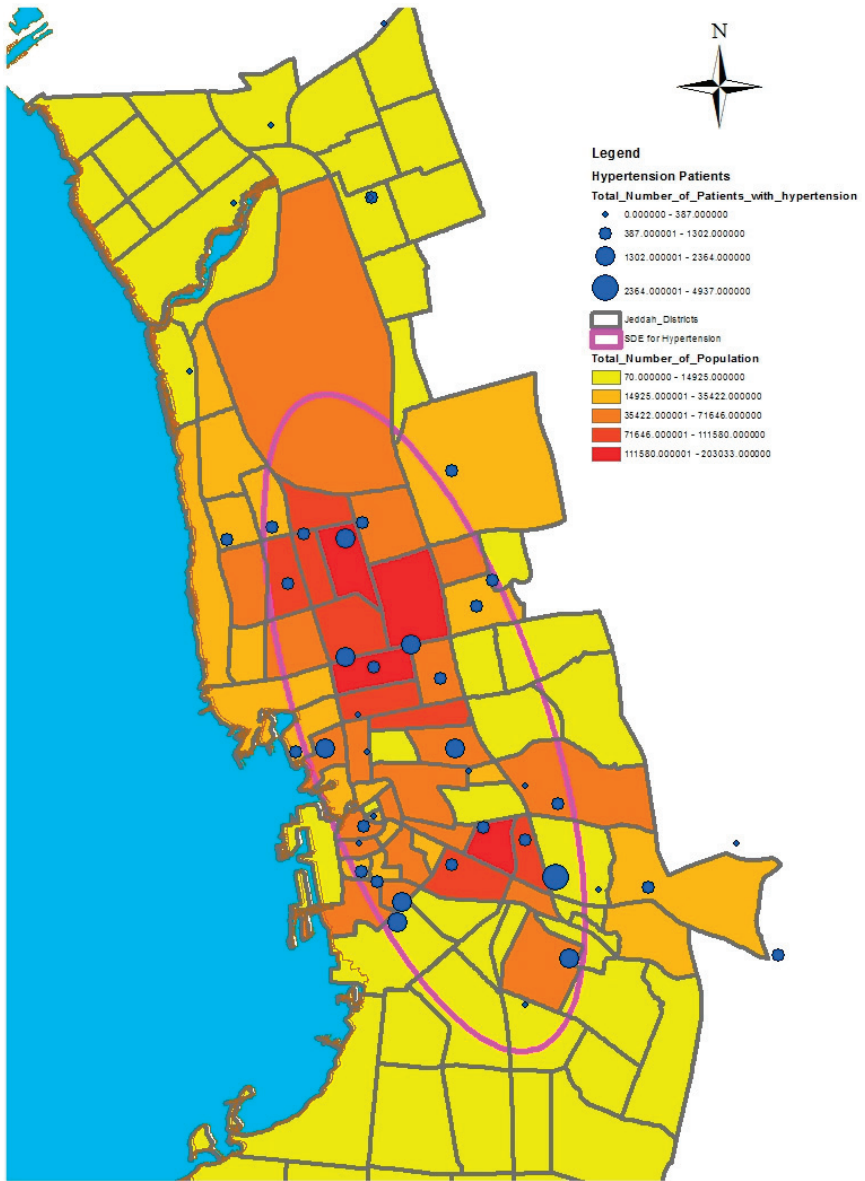 N
Legend
Hypertension Patients
Total_Number_of_Patients_with_hypertension
0.000000 - 387.000000
387.000001 - 1302.000000
1302.000001 - 2364.000000
2364.000001 - 4937.000000
Jeddah_Districts
SDE for Hypertension
Total_Number_of_Population
70.000000 - 14925.000000
14925.000001 - 35422.000000
35422.000001 - 71646.000000
71646.000001 - 111580.000000
111580.000001 - 203033.000000